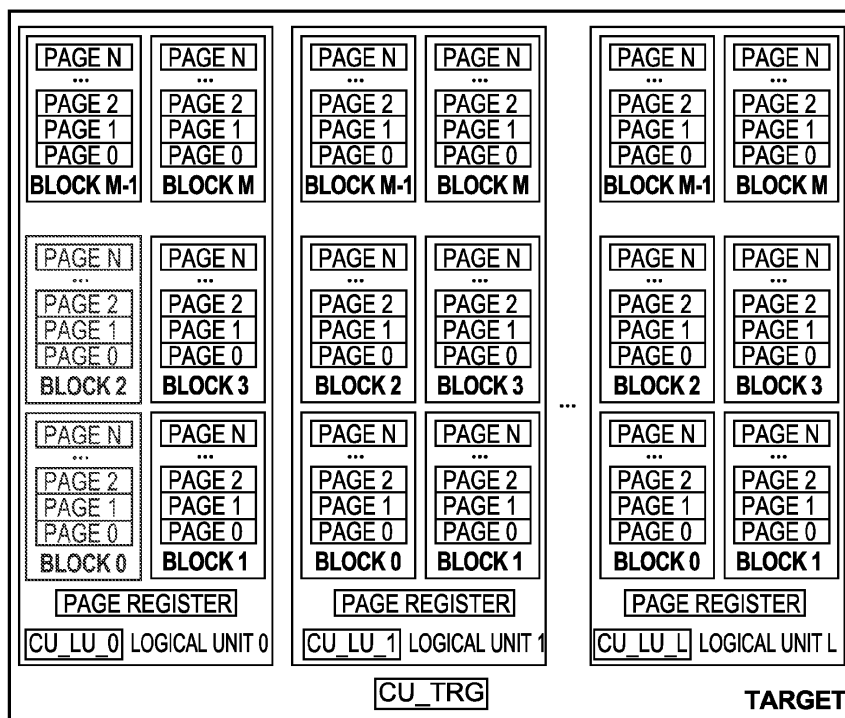 PAGE N PAGE N PAGE N PAGE N PAGE N PAGE N
... ... ... ... ... ...
PAGE 2 PAGE 2 PAGE 2 PAGE 2 PAGE 2 PAGE 2
PAGE 1 PAGE 1 PAGE 1 PAGE 1 PAGE 1 PAGE 1
PAGE 0 PAGE 0 PAGE 0 PAGE 0 PAGE 0 PAGE 0
BLOCK M-1 BLOCK M BLOCK M-1 BLOCK M BLOCK M-1 BLOCK M
PAGE N PAGE N PAGE N PAGE N PAGE N PAGE N
... ... ... ... ... ...
PAGE 2 PAGE 2 PAGE 2 PAGE 2 PAGE 2 PAGE 2
PAGE 1 PAGE 1 PAGE 1 PAGE 1 PAGE 1 PAGE 1
PAGE 0 PAGE 0 PAGE 0 PAGE 0 PAGE 0 PAGE 0
BLOCK 2 BLOCK 3 BLOCK 2 BLOCK 3 BLOCK 2 BLOCK 3
...
PAGE N PAGE N PAGE N PAGE N PAGE N PAGE N
... ... ... ... ... ...
PAGE 2 PAGE 2 PAGE 2 PAGE 2 PAGE 2 PAGE 2
PAGE 1 PAGE 1 PAGE 1 PAGE 1 PAGE 1 PAGE 1
PAGE 0 PAGE 0 PAGE 0 PAGE 0 PAGE 0 PAGE 0
BLOCK 0 BLOCK 1 BLOCK 0 BLOCK 1 BLOCK 0 BLOCK 1
PAGE REGISTER PAGE REGISTER PAGE REGISTER
CU_LU_0 LOGICAL UNIT 0 CU_LU_1 LOGICAL UNIT 1 CU_LU_L LOGICAL UNIT L
CU_TRG TARGET